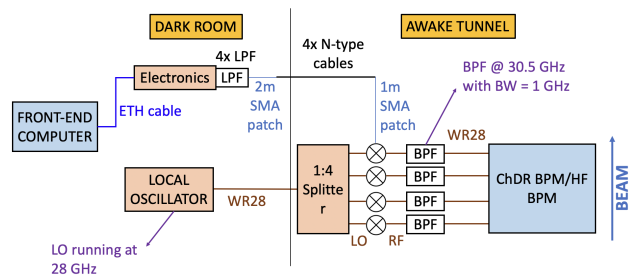 DARK ROOM
AWAKE TUNNEL
4x LPF
4x N-type
cables
BPF @ 30.5 GHz
with BW = 1 GHz
Electronics
LPF
2m
SMA
patch
1m
SMA
patch
ETH cable
FRONT-END
COMPUTER
WR28
BPF
BPF
BPF
BPF
1:4
Splitte
r
ChDR BPM/HF
BPM
BEAM
LOCAL
OSCILLATOR
WR28
LO
RF
LO running at
28 GHz